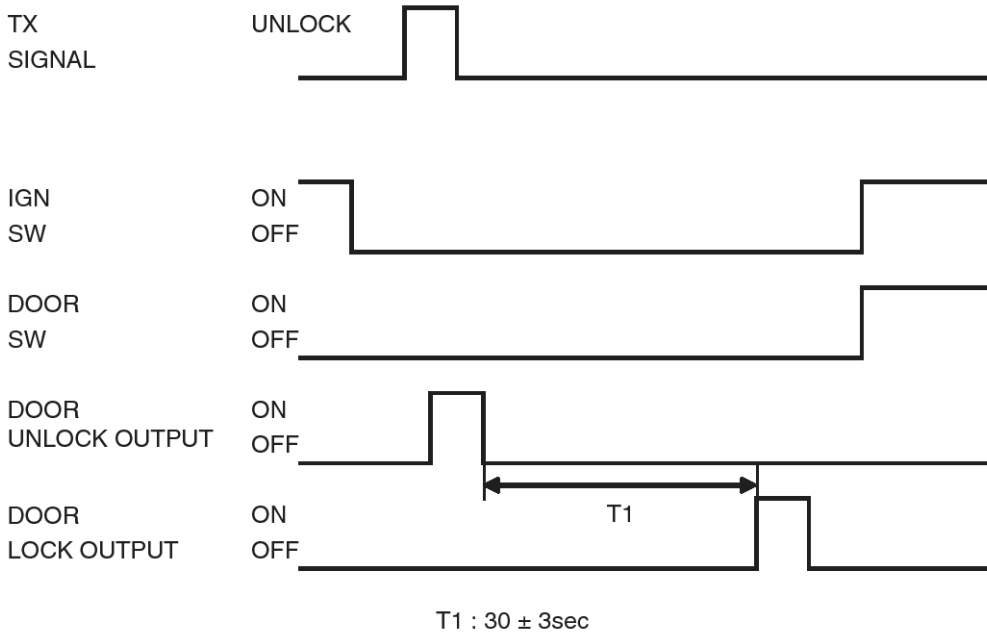 TX UNLOCK
SIGNAL
IGN ON
SW OFF
DOOR ON
SW OFF
DOOR ON
UNLOCK OUTPUT OFF
T1
DOOR ON
LOCK OUTPUT OFF
T1 : 30 ± 3sec